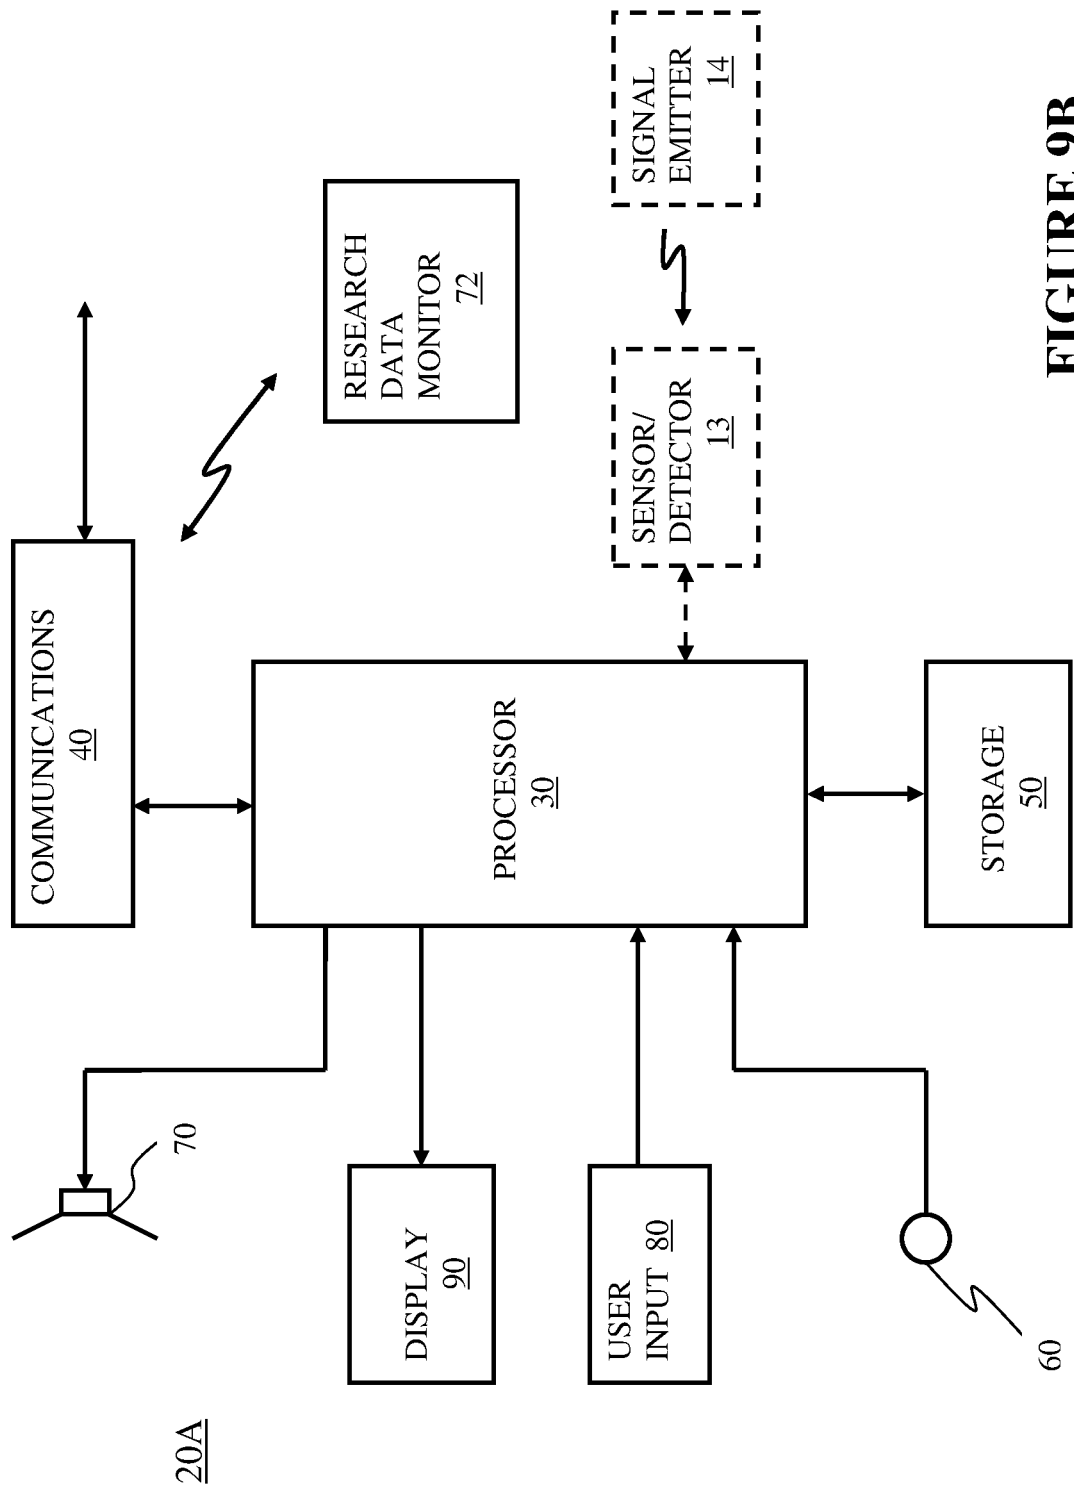 20A
70
COMMUNICATIONS
40
DISPLAY
90
PROCESSOR
30
RESEARCH
DATA
MONITOR
72
USER
INPUT 80
SENSOR/
DETECTOR
13
SIGNAL
EMITTER
14
60
STORAGE
50
FIGURE 9B